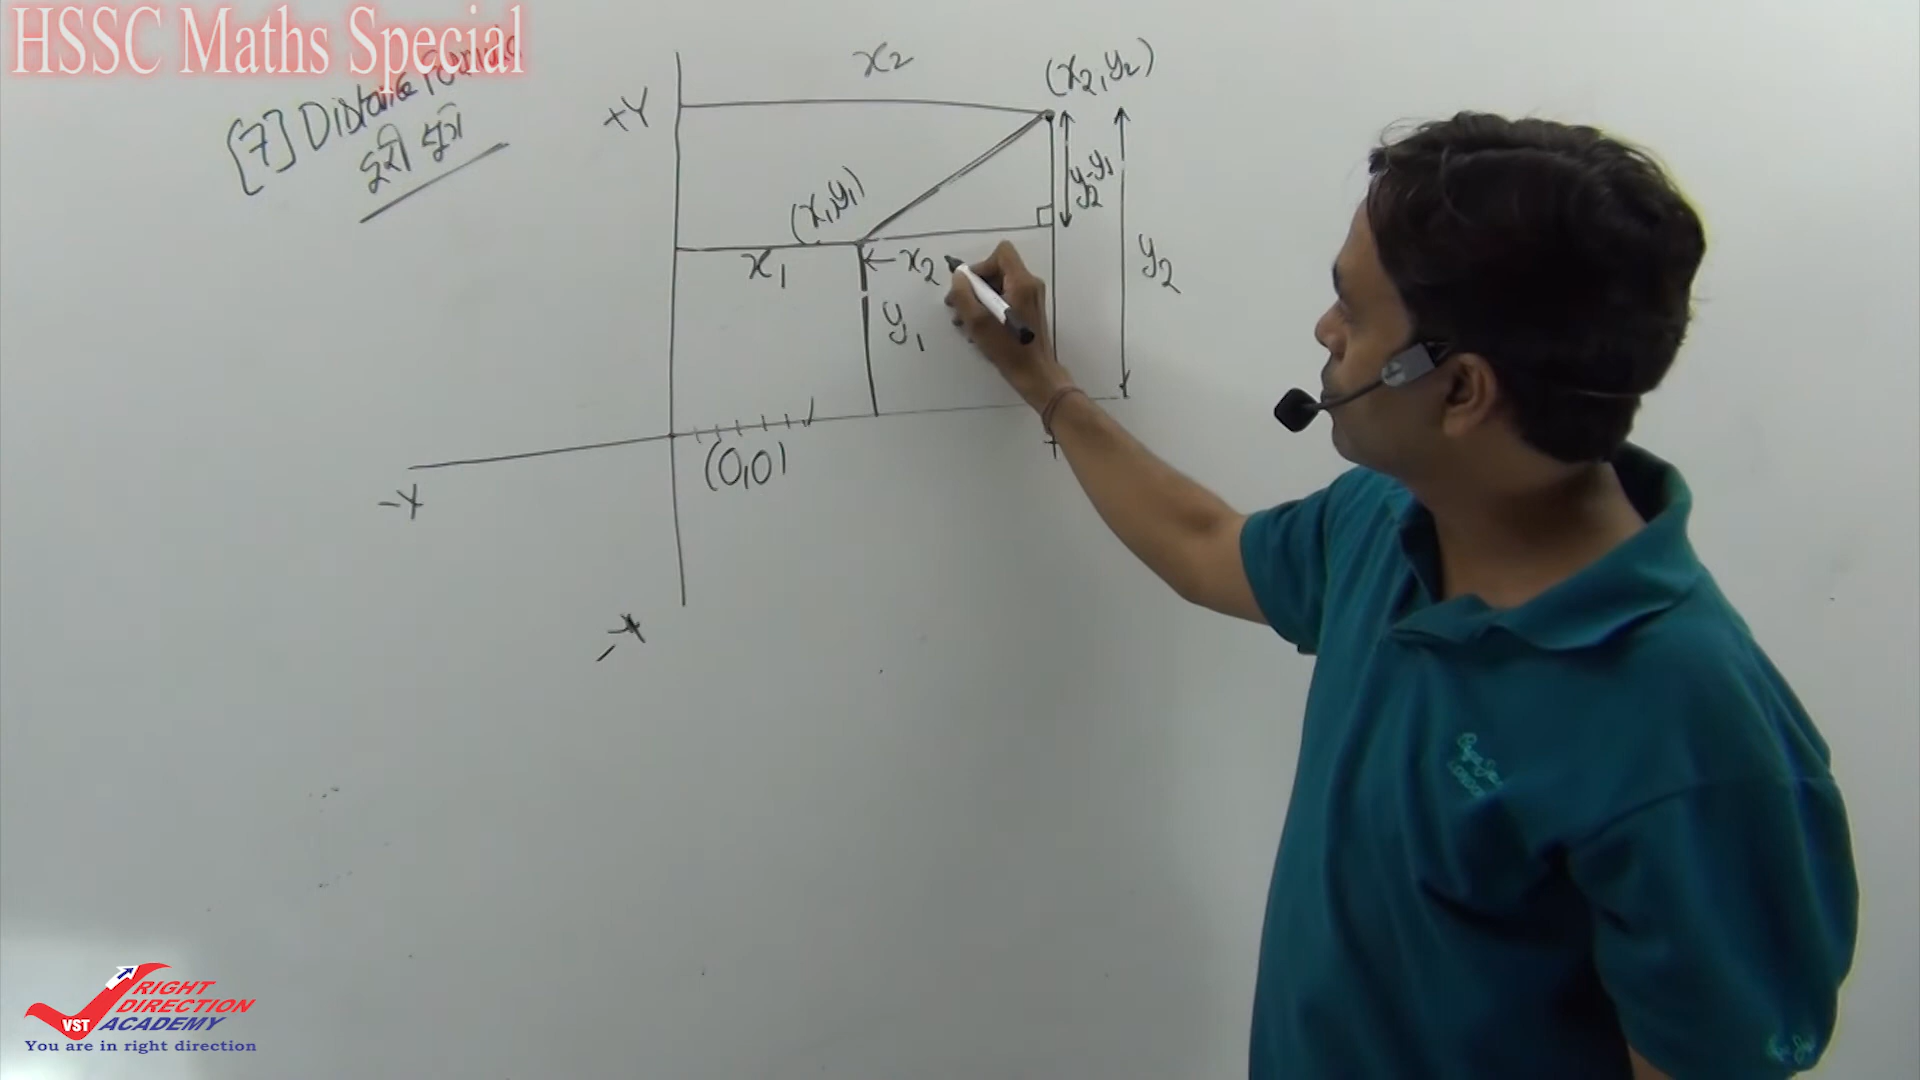 HSSC Maths Special
[7] Distance Formula
दूरी सूत्र
x2
(x2, y2)
+Y
(x1, y1)
y2-y1
x1
x2
y2
y1
(0,0)
-Y
-X
RIGHT
DIRECTION
VST ACADEMY
You are in right direction